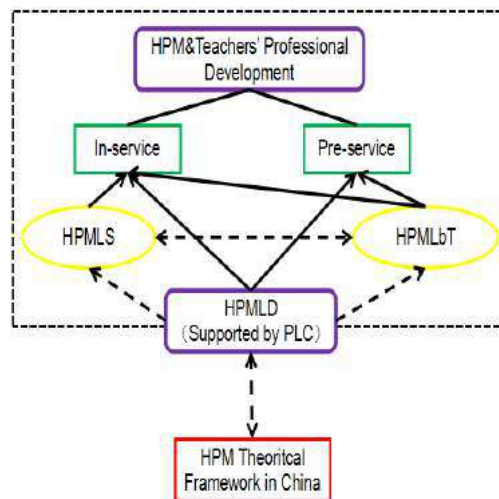 HPM&Teachers' Professional
Development
In-service
Pre-service
HPMLS
HPMLbT
HPMLD
(Supported by PLC)
HPM Theoritcal
Framework in China